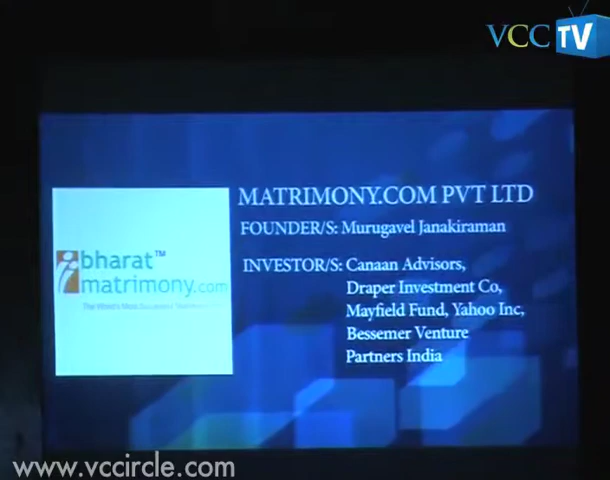 VCC TV
MATRIMONY.COM PVT LTD
FOUNDER/S: Murugavel Janakiraman
bharat™
matrimony.com
INVESTOR/S: Canaan Advisors,
Draper Investment Co,
Mayfield Fund, Yahoo Inc,
Bessemer Venture
Partners India
www.vccircle.com